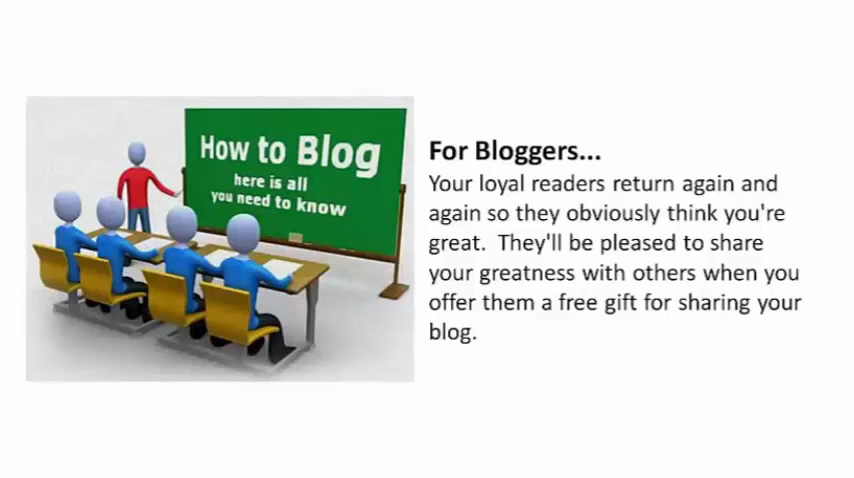 How to Blog
here is all
you need to know
For Bloggers...
Your loyal readers return again and
again so they obviously think you're
great.  They'll be pleased to share
your greatness with others when you
offer them a free gift for sharing your
blog.